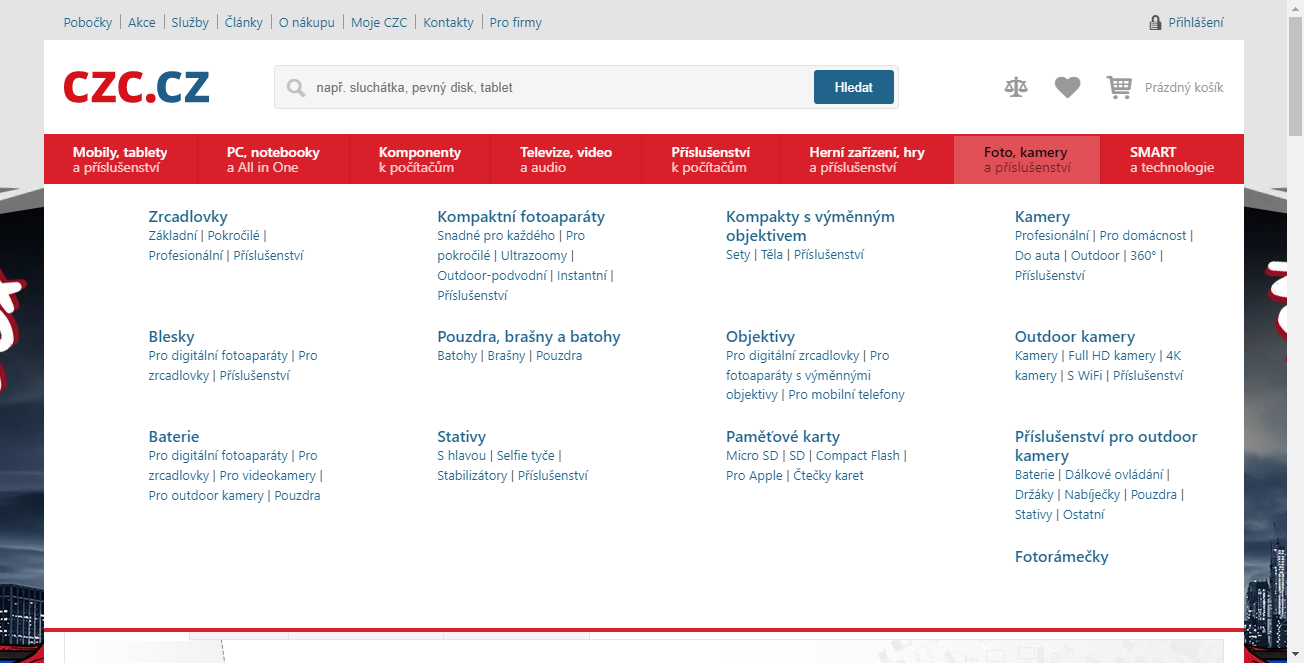 Pobočky | Akce | Služby | Články | O nákupu | Moje CZC | Kontakty | Pro firmy
Přihlášení
CZC.CZ
např. sluchátka, pevný disk, tablet
Hledat
Prázdný košík
Mobily, tablety
a příslušenství
PC, notebooky
a All in One
Komponenty
k počítačům
Televize, video
a audio
Příslušenství
k počítačům
Herní zařízení, hry
a příslušenství
Foto, kamery
a příslušenství
SMART
a technologie
Zrcadlovky
Základní | Pokročilé |
Profesionální | Příslušenství
Kompaktní fotoaparáty
Snadné pro každého | Pro
pokročilé | Ultrazoomy |
Outdoor-podvodní | Instantní |
Příslušenství
Kompakty s výměnným
objektivem
Sety | Těla | Příslušenství
Kamery
Profesionální | Pro domácnost |
Do auta | Outdoor | 360° |
Příslušenství
Blesky
Pro digitální fotoaparáty | Pro
zrcadlovky | Příslušenství
Pouzdra, brašny a batohy
Batohy | Brašny | Pouzdra
Objektivy
Pro digitální zrcadlovky | Pro
fotoaparáty s výměnnými
objektivy | Pro mobilní telefony
Outdoor kamery
Kamery | Full HD kamery | 4K
kamery | S WiFi | Příslušenství
Baterie
Pro digitální fotoaparáty | Pro
zrcadlovky | Pro videokamery |
Pro outdoor kamery | Pouzdra
Stativy
S hlavou | Selfie tyče |
Stabilizátory | Příslušenství
Paměťové karty
Micro SD | SD | Compact Flash |
Pro Apple | Čtečky karet
Příslušenství pro outdoor
kamery
Baterie | Dálkové ovládání |
Držáky | Nabíječky | Pouzdra |
Stativy | Ostatní
Fotorámečky